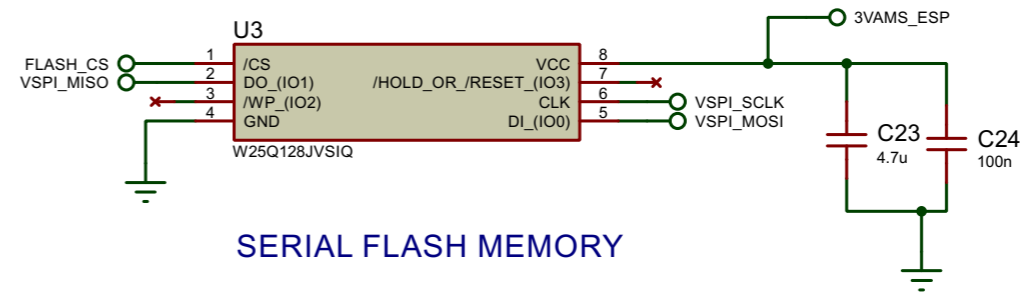 3VAMS_ESP
U3
FLASH_CS 1 /CS VCC 8
VSPI_MISO 2 DO_(IO1) /HOLD_OR_/RESET_(IO3) 7
3 /WP_(IO2) CLK 6 VSPI_SCLK
4 GND DI_(IO0) 5 VSPI_MOSI
W25Q128JVSIQ
C23
4.7u
C24
100n
SERIAL FLASH MEMORY